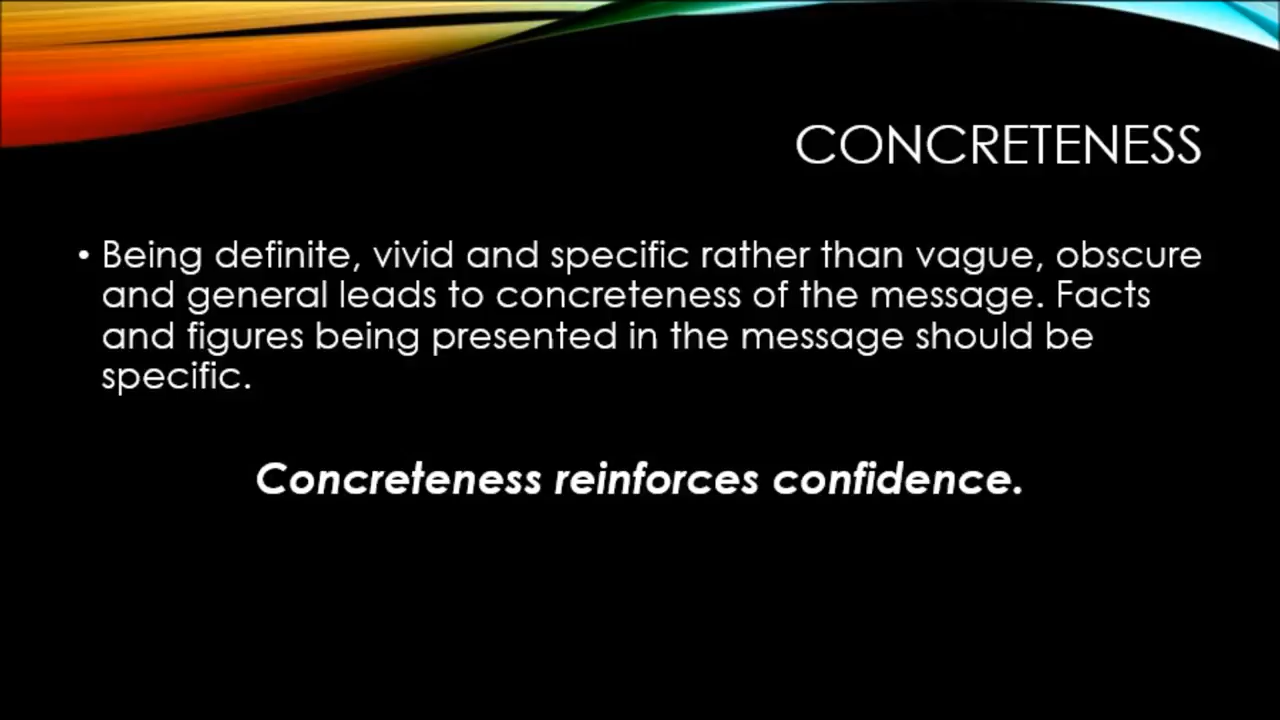 CONCRETENESS
• Being definite, vivid and specific rather than vague, obscure
and general leads to concreteness of the message. Facts
and figures being presented in the message should be
specific.
Concreteness reinforces confidence.